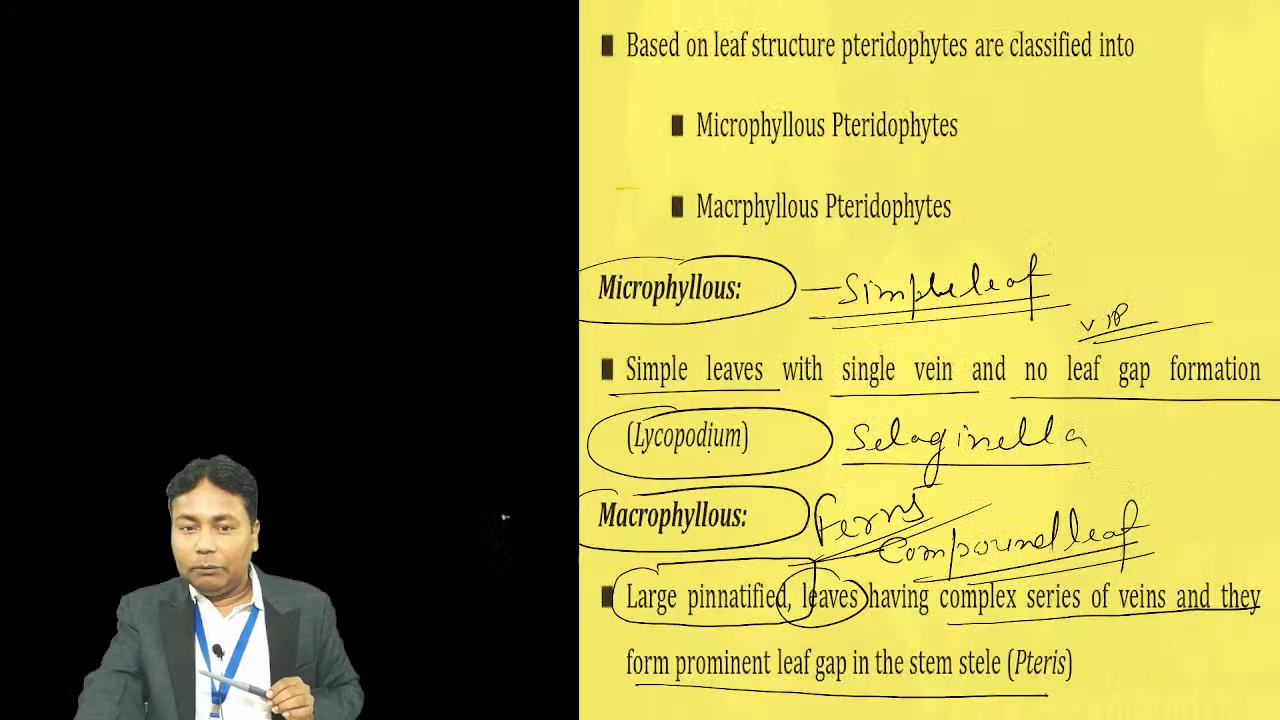 ■ Based on leaf structure pteridophytes are classified into
■ Microphyllous Pteridophytes
■ Macrphyllous Pteridophytes
Microphyllous: — Simple leaf
■ Simple leaves with single vein and no leaf gap formation
(Lycopodium) Selaginella
Macrophyllous: Ferns
Compound leaf
■ Large pinnatified, leaves having complex series of veins and they
form prominent leaf gap in the stem stele (Pteris)